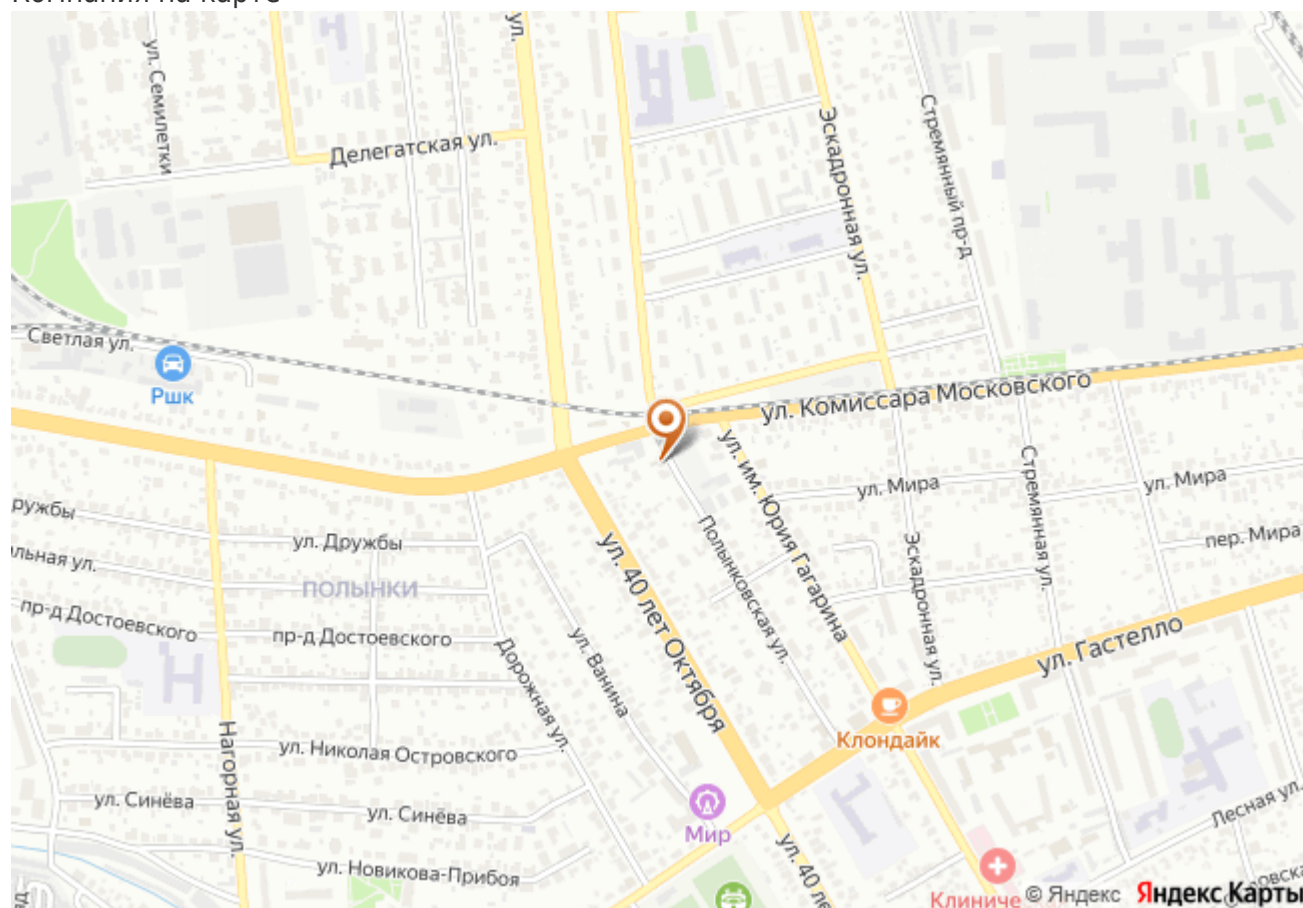 Компания на карте
ул.
ул. Семилетки
Делегатская ул.
Эскадронная ул.
Стремянный пр-д
Светлая ул.
Ршк
ул. Комиссара Московского
ул. им. Юрия Гагарина
ул. Мира
ул. Мира
Стремянная ул.
пер. Мира
ул. Дружбы
ПОЛЫНКИ
ул. 40 лет Октября
Полынковская ул.
Эскадронная ул.
пр-д Достоевского
пр-д Достоевского
ул. Ванина
Дорожная ул.
ул. Гастелло
Нагорная ул.
ул. Николая Островского
Клондайк
ул. Синёва
ул. Синёва
Мир
Лесная ул.
ул. Новикова-Прибоя
ул. 40 ле
Клиниче
© Яндекс Яндекс Карты